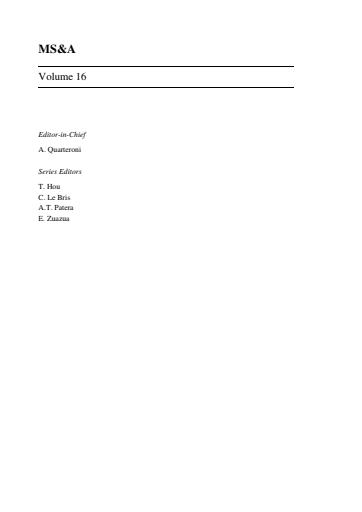 MS&A
Volume 16
Editor-in-Chief
A. Quarteroni
Series Editors
T. Hou
C. Le Bris
A.T. Patera
E. Zuazua